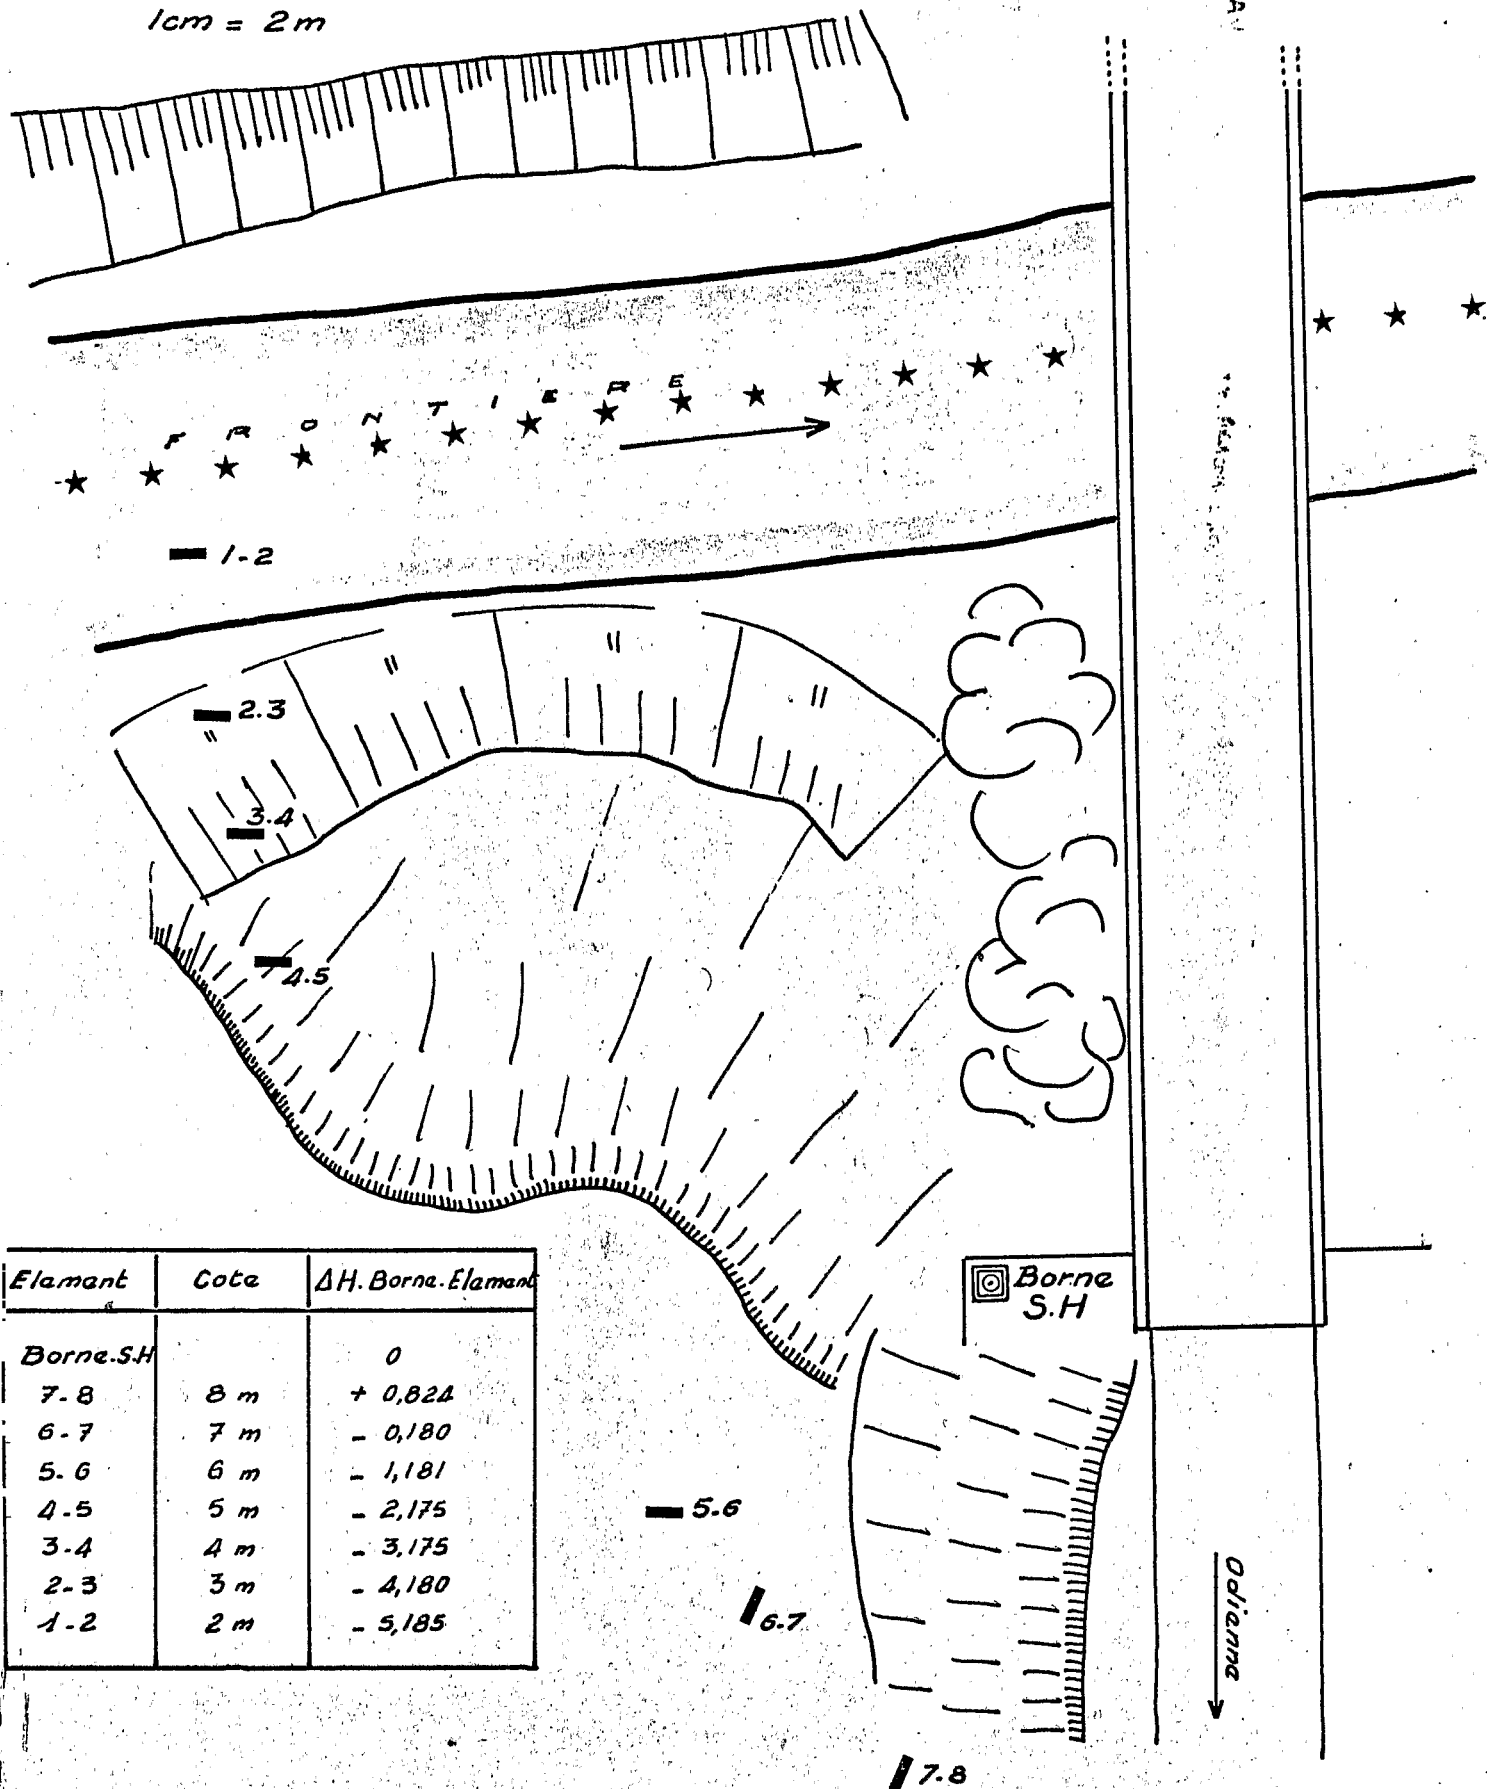 1cm = 2m
FRONTIERE
1-2
2.3
3.4
4.5
Borne
S.H
Elamant Cote ΔH.Borna.Elamant
Borne.S.H 0
7-8 8 m + 0,824
6-7 7 m - 0,180
5-6 6 m - 1,181
4-5 5 m - 2,175
3-4 4 m - 3,175
2-3 3 m - 4,180
1-2 2 m - 5,185
5.6
6.7
7.8
Odienne